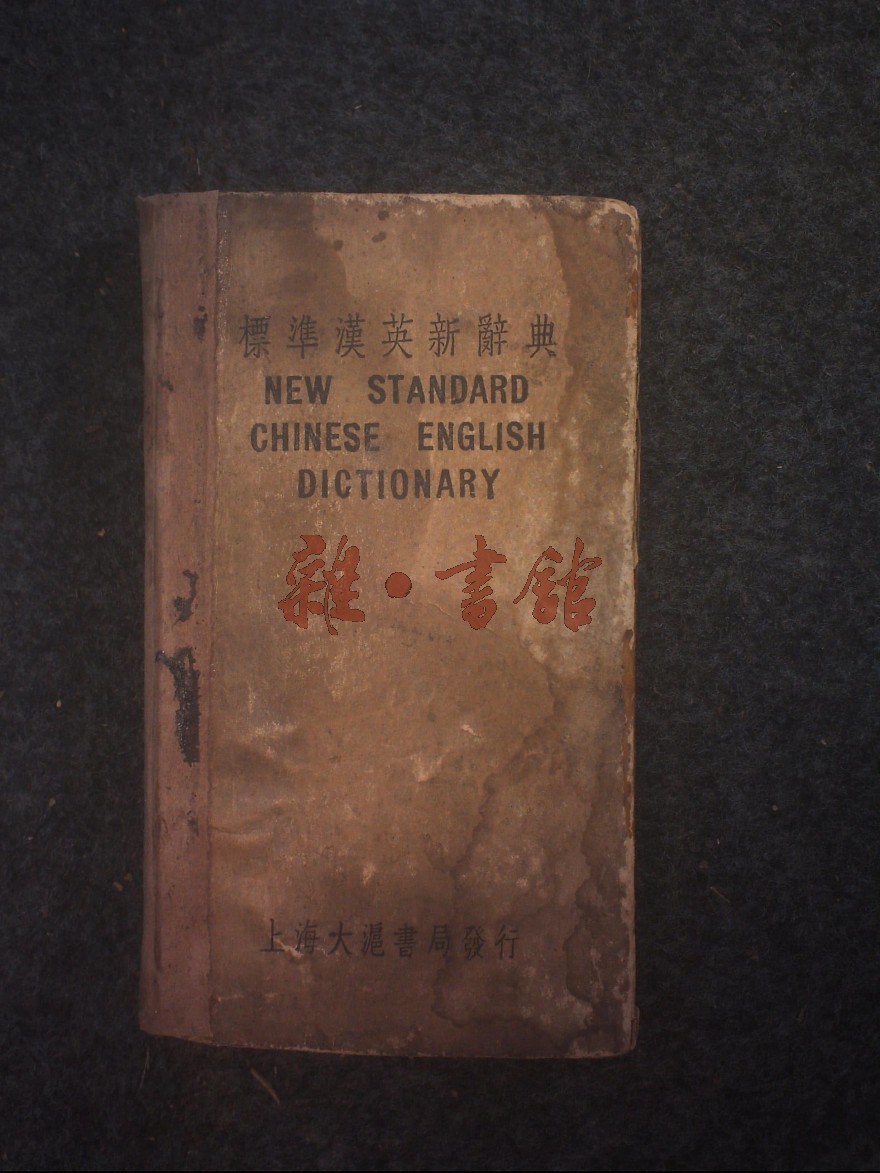 標準漢英新辭典
NEW STANDARD
CHINESE ENGLISH
DICTIONARY
雜·書館
上海大滬書局發行